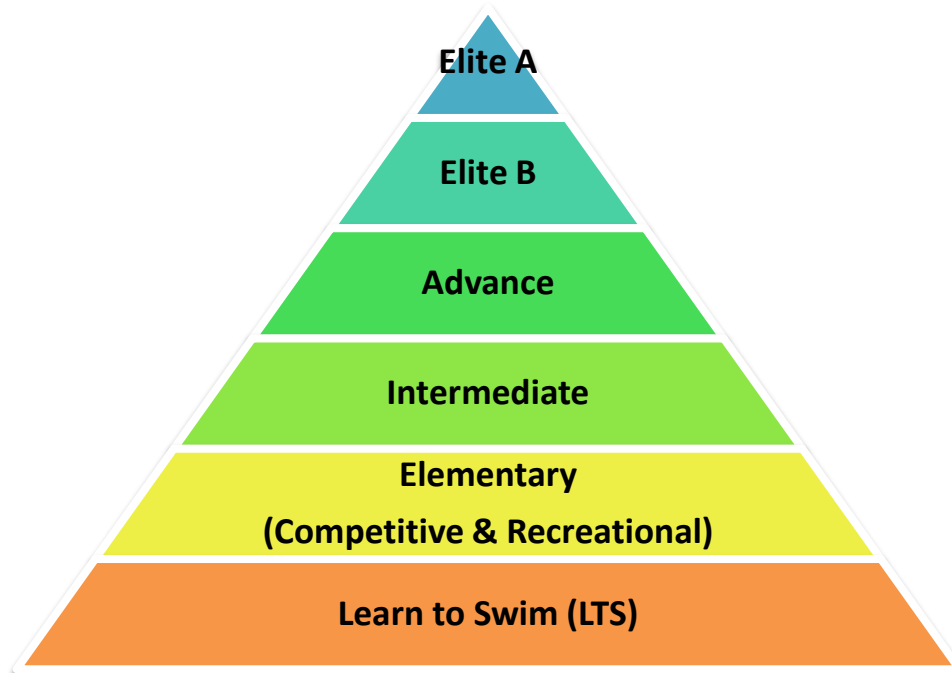 Elite A
Elite B
Advance
Intermediate
Elementary
(Competitive & Recreational)
Learn to Swim (LTS)